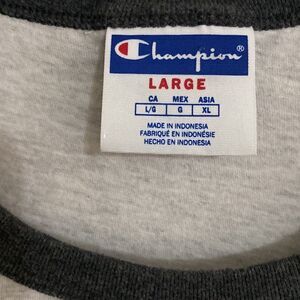 Champion®
LARGE
CA MEX ASIA
L/G G XL
MADE IN INDONESIA
FABRIQUÉ EN INDONÉSIE
HECHO EN INDONESIA